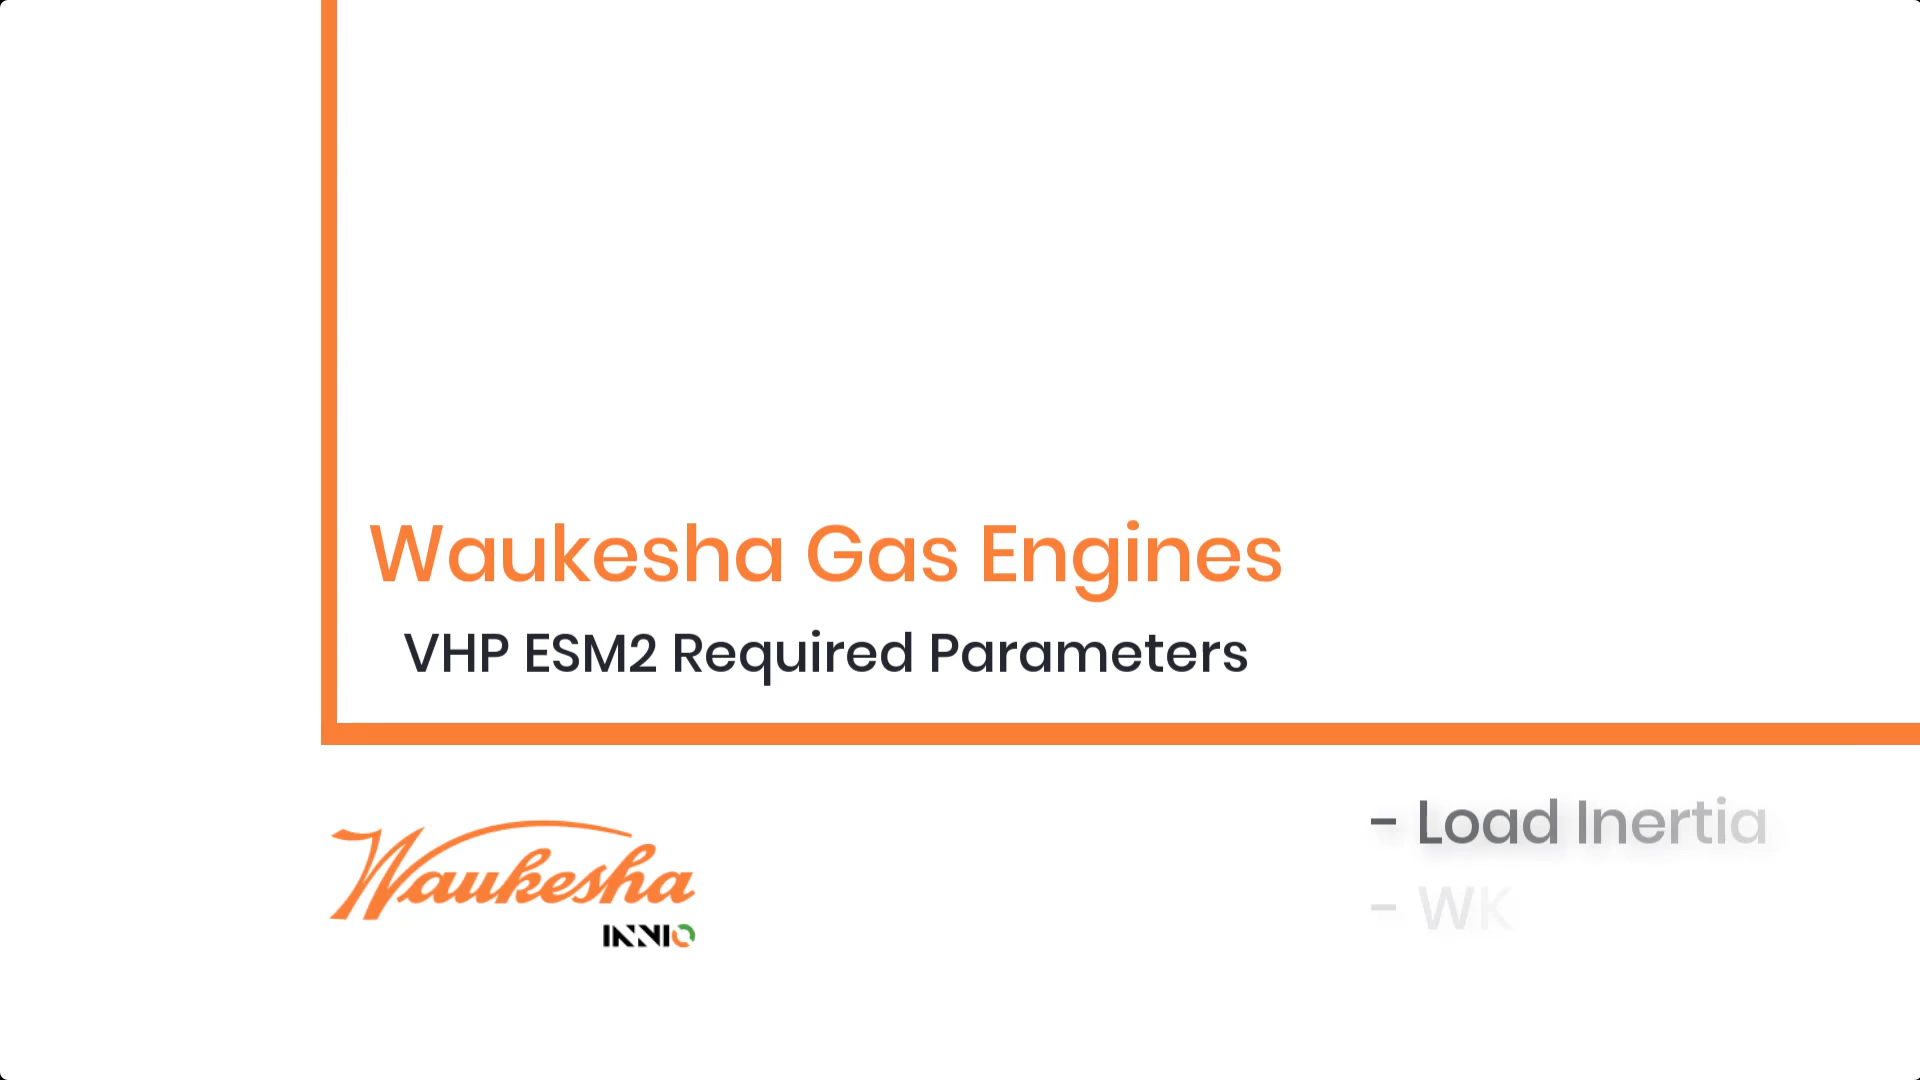 Waukesha Gas Engines
VHP ESM2 Required Parameters
Waukesha
INNIO
- Load Inertia
- WK